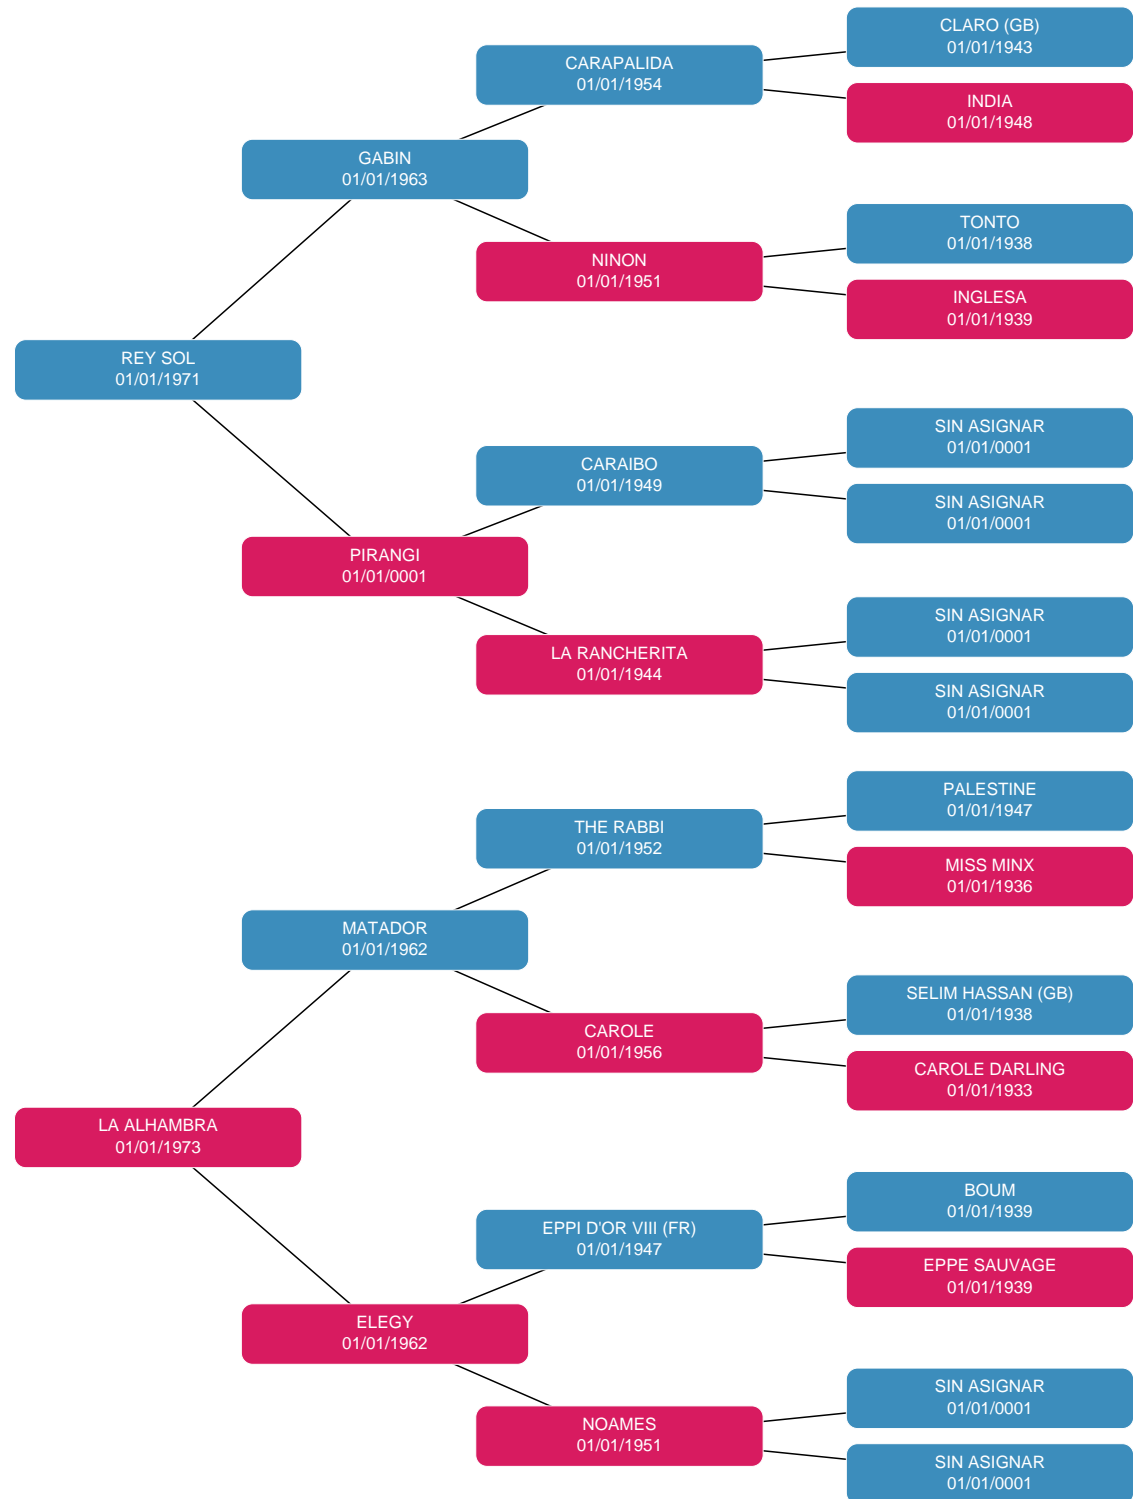 CLARO (GB)
01/01/1943
CARAPALIDA
01/01/1954
INDIA
01/01/1948
GABIN
01/01/1963
TONTO
01/01/1938
NINON
01/01/1951
INGLESA
01/01/1939
REY SOL
01/01/1971
SIN ASIGNAR
01/01/0001
CARAIBO
01/01/1949
SIN ASIGNAR
01/01/0001
PIRANGI
01/01/0001
SIN ASIGNAR
01/01/0001
LA RANCHERITA
01/01/1944
SIN ASIGNAR
01/01/0001
PALESTINE
01/01/1947
THE RABBI
01/01/1952
MISS MINX
01/01/1936
MATADOR
01/01/1962
SELIM HASSAN (GB)
01/01/1938
CAROLE
01/01/1956
CAROLE DARLING
01/01/1933
LA ALHAMBRA
01/01/1973
BOUM
01/01/1939
EPPI D'OR VIII (FR)
01/01/1947
EPPE SAUVAGE
01/01/1939
ELEGY
01/01/1962
SIN ASIGNAR
01/01/0001
NOAMES
01/01/1951
SIN ASIGNAR
01/01/0001